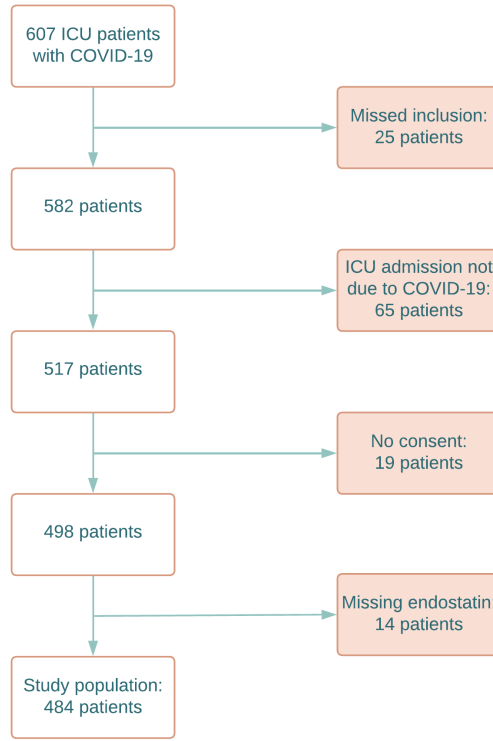 607 ICU patients
with COVID-19
Missed inclusion:
25 patients
582 patients
ICU admission not
due to COVID-19:
65 patients
517 patients
No consent:
19 patients
498 patients
Missing endostatin:
14 patients
Study population:
484 patients